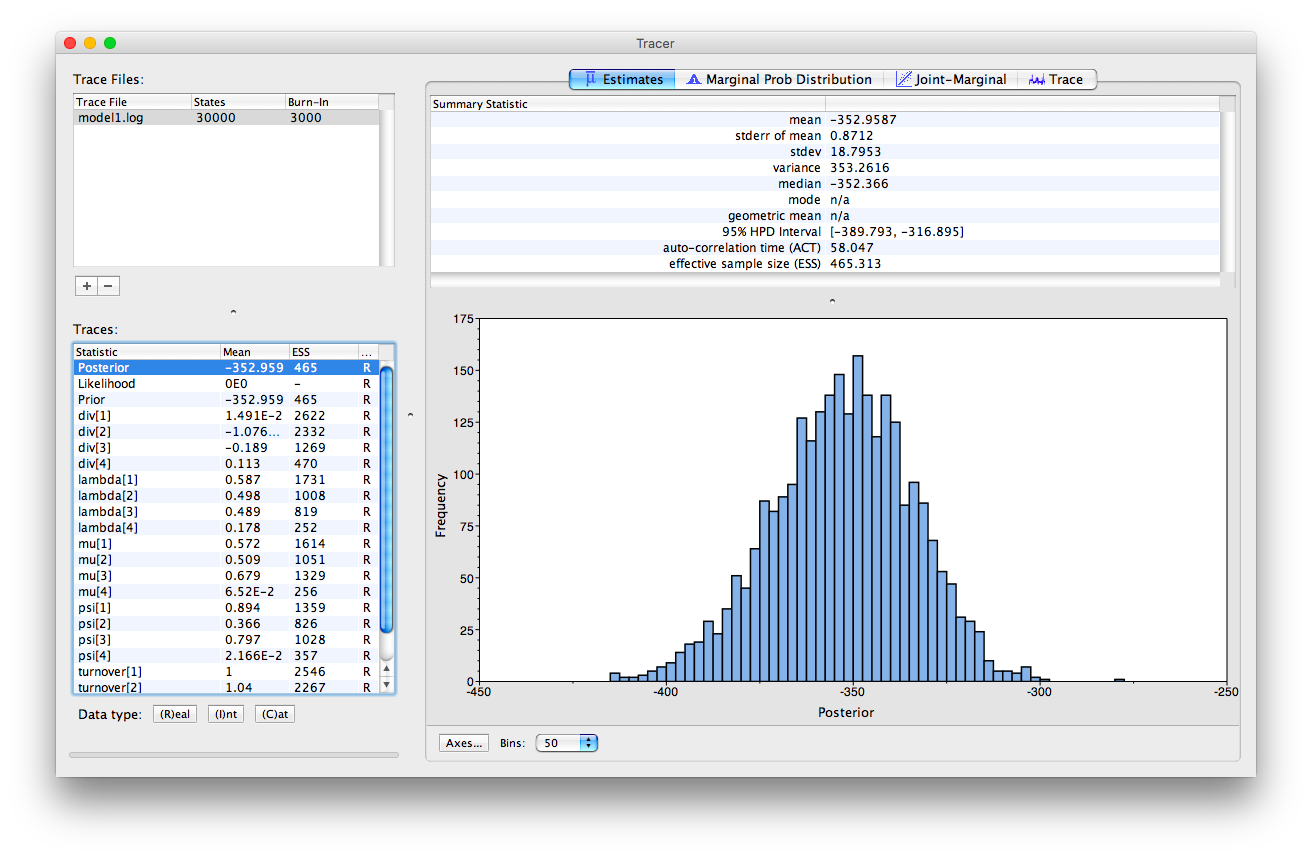 Tracer
Trace Files:
Trace File States Burn-In
model1.log 30000 3000
+ −
Traces:
Statistic Mean ESS ...
Posterior -352.959 465 R
Likelihood 0E0 - R
Prior -352.959 465 R
div[1] 1.491E-2 2622 R
div[2] -1.076... 2332 R
div[3] -0.189 1269 R
div[4] 0.113 470 R
lambda[1] 0.587 1731 R
lambda[2] 0.498 1008 R
lambda[3] 0.489 819 R
lambda[4] 0.178 252 R
mu[1] 0.572 1614 R
mu[2] 0.509 1051 R
mu[3] 0.679 1329 R
mu[4] 6.52E-2 256 R
psi[1] 0.894 1359 R
psi[2] 0.366 826 R
psi[3] 0.797 1028 R
psi[4] 2.166E-2 357 R
turnover[1] 1 2546 R
turnover[2] 1.04 2267 R
Data type: (R)eal (I)nt (C)at
Estimates Marginal Prob Distribution Joint-Marginal Trace
Summary Statistic
mean -352.9587
stderr of mean 0.8712
stdev 18.7953
variance 353.2616
median -352.366
mode n/a
geometric mean n/a
95% HPD Interval [-389.793, -316.895]
auto-correlation time (ACT) 58.047
effective sample size (ESS) 465.313
175
150
125
100
75
50
25
0
Frequency
-450 -400 -350 -300 -250
Posterior
Axes... Bins: 50